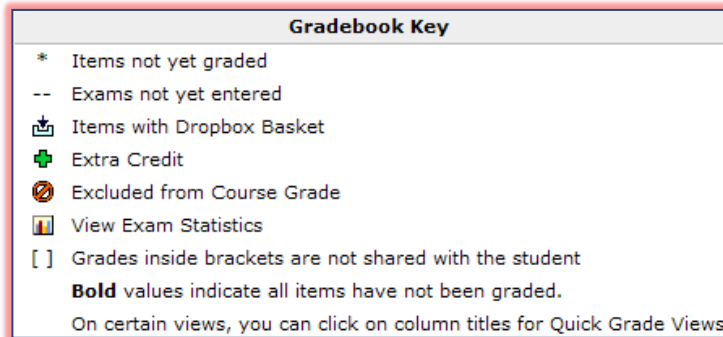 Gradebook Key
* Items not yet graded
-- Exams not yet entered
Items with Dropbox Basket
Extra Credit
Excluded from Course Grade
View Exam Statistics
[ ] Grades inside brackets are not shared with the student
Bold values indicate all items have not been graded.
On certain views, you can click on column titles for Quick Grade Views